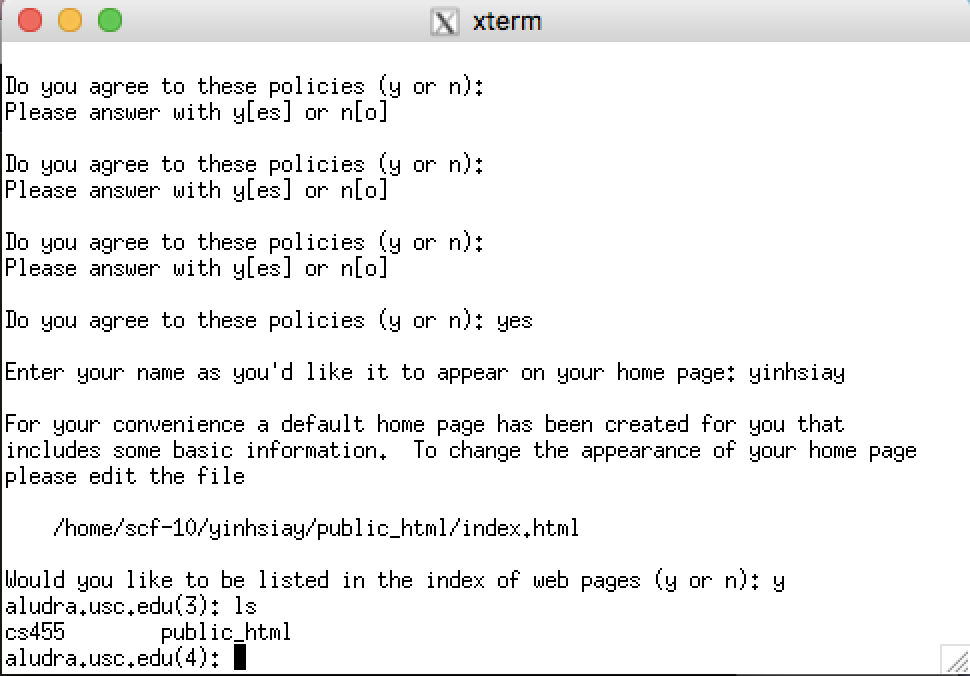 xterm
Do you agree to these policies (y or n):
Please answer with y[es] or n[o]
Do you agree to these policies (y or n):
Please answer with y[es] or n[o]
Do you agree to these policies (y or n):
Please answer with y[es] or n[o]
Do you agree to these policies (y or n): yes
Enter your name as you'd like it to appear on your home page: yinhsiay
For your convenience a default home page has been created for you that
includes some basic information.  To change the appearance of your home page
please edit the file
/home/scf-10/yinhsiay/public_html/index.html
Would you like to be listed in the index of web pages (y or n): y
aludra.usc.edu(3): ls
cs455        public_html
aludra.usc.edu(4):